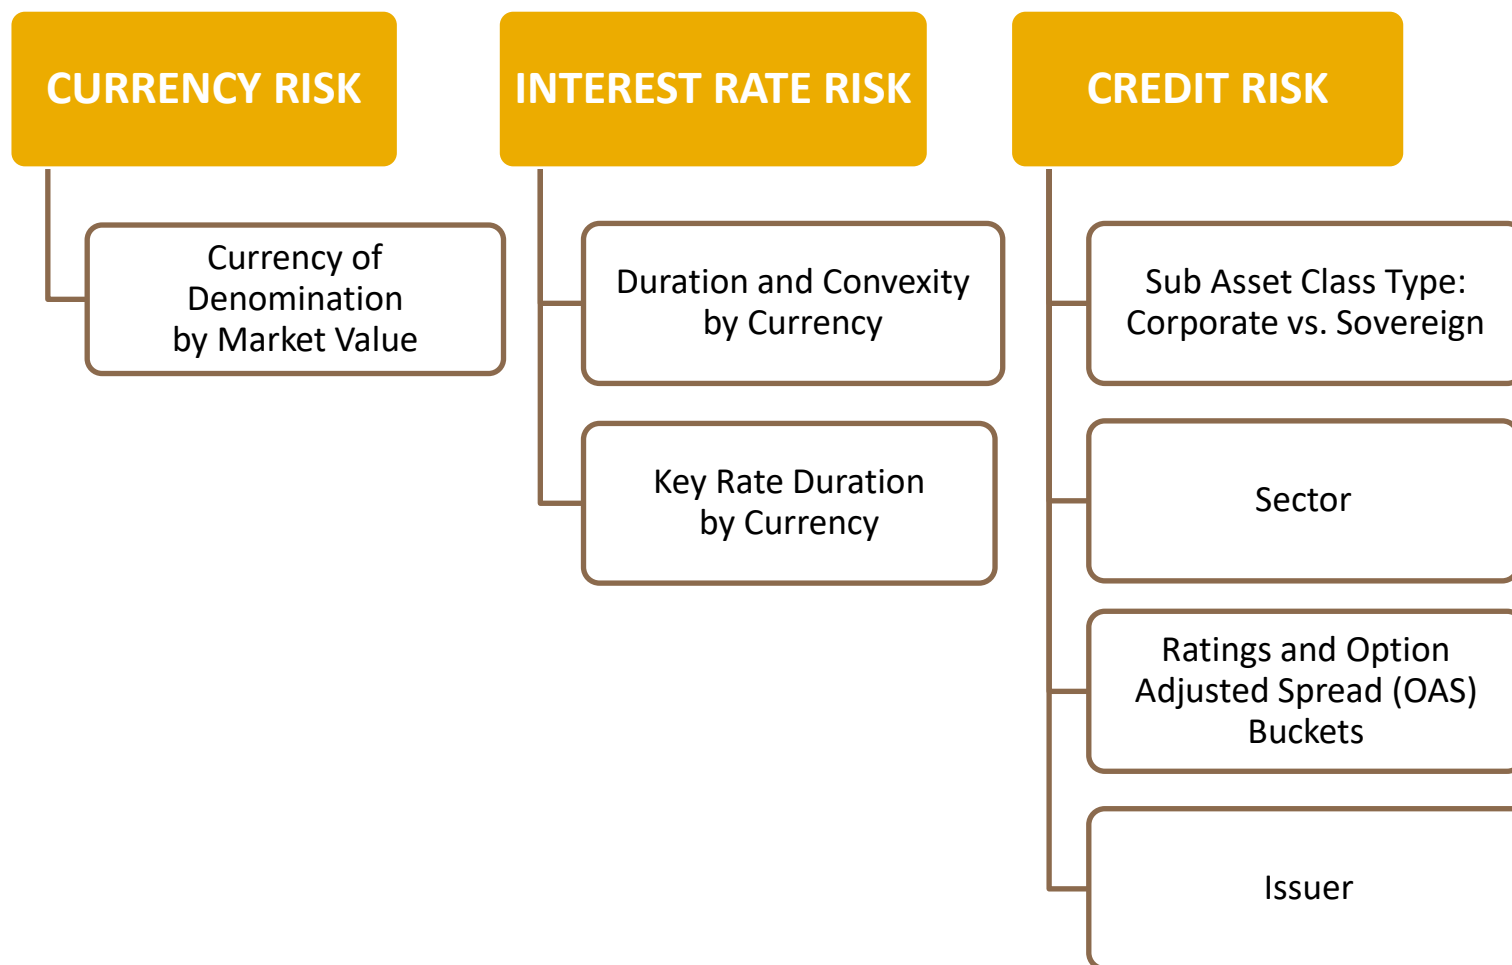 CURRENCY RISK
Currency of
Denomination
by Market Value
INTEREST RATE RISK
Duration and Convexity
by Currency
Key Rate Duration
by Currency
CREDIT RISK
Sub Asset Class Type:
Corporate vs. Sovereign
Sector
Ratings and Option
Adjusted Spread (OAS)
Buckets
Issuer